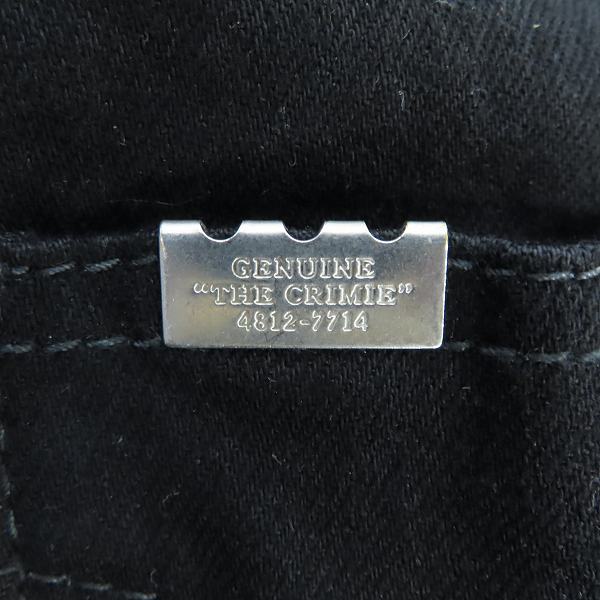 GENUINE
"THE CRIMIE"
4812-7714